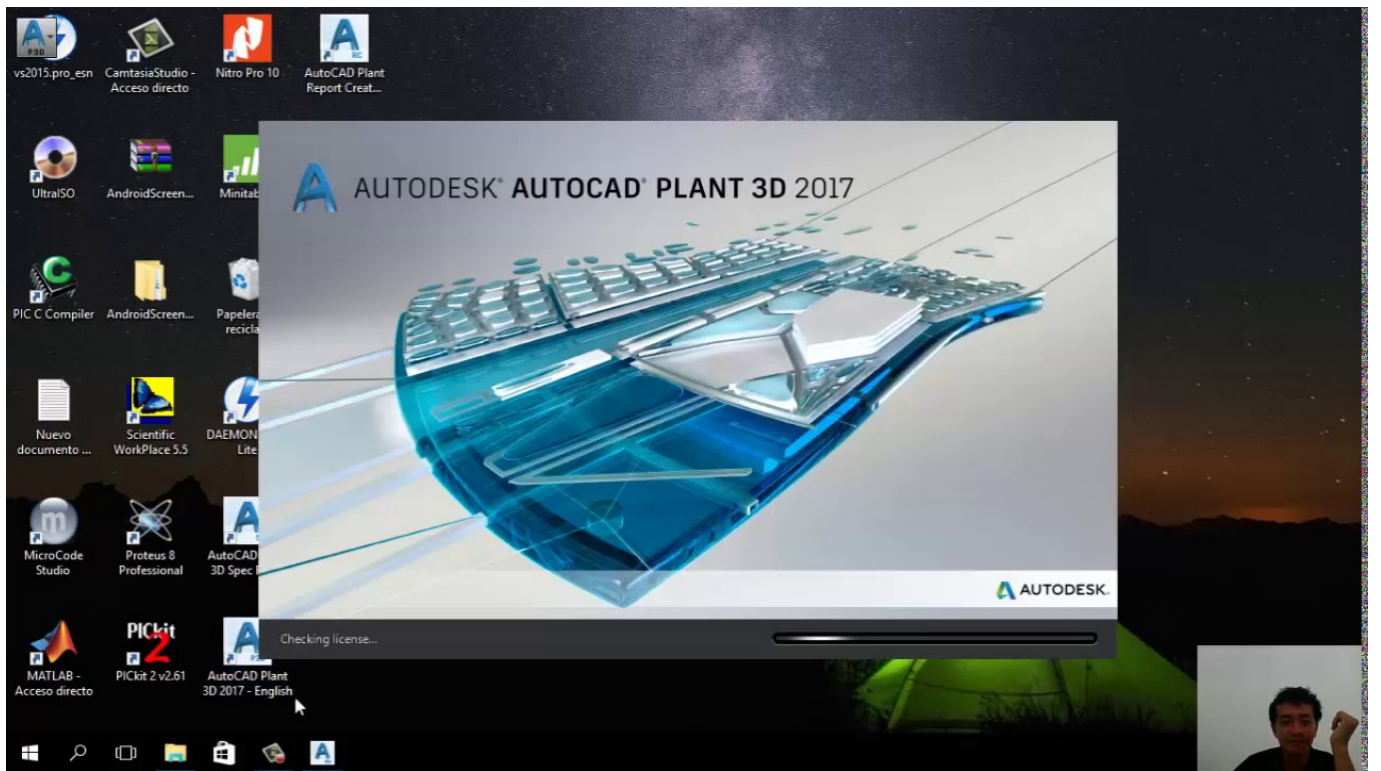 P3D
vs2015.pro_esn
CamtasiaStudio -
Acceso directo
Nitro Pro 10
RC
AutoCAD Plant
Report Creat...
UltraISO
AndroidScreen...
Minitab
PIC C Compiler
AndroidScreen...
Papelera
recicla
Nuevo
documento ...
Scientific
WorkPlace 5.5
DAEMON
Lite
MicroCode
Studio
Proteus 8
Professional
AutoCAD
3D Spec
MATLAB -
Acceso directo
PICkit
2
PICkit 2 v2.61
AutoCAD Plant
3D 2017 - English
AUTODESK® AUTOCAD® PLANT 3D 2017
AUTODESK.
Checking license...